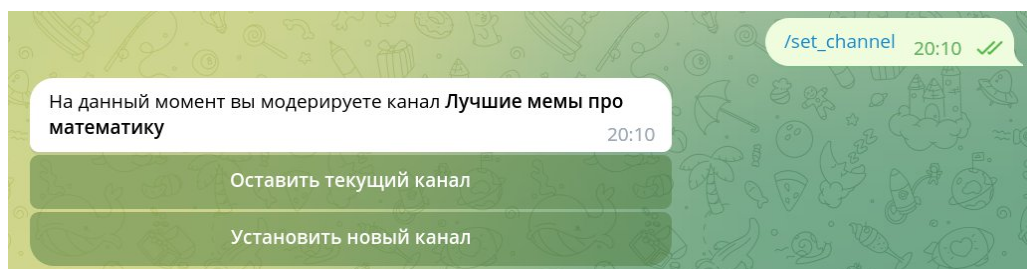 /set_channel 20:10
На данный момент вы модерируете канал Лучшие мемы про
математику 20:10
Оставить текущий канал
Установить новый канал